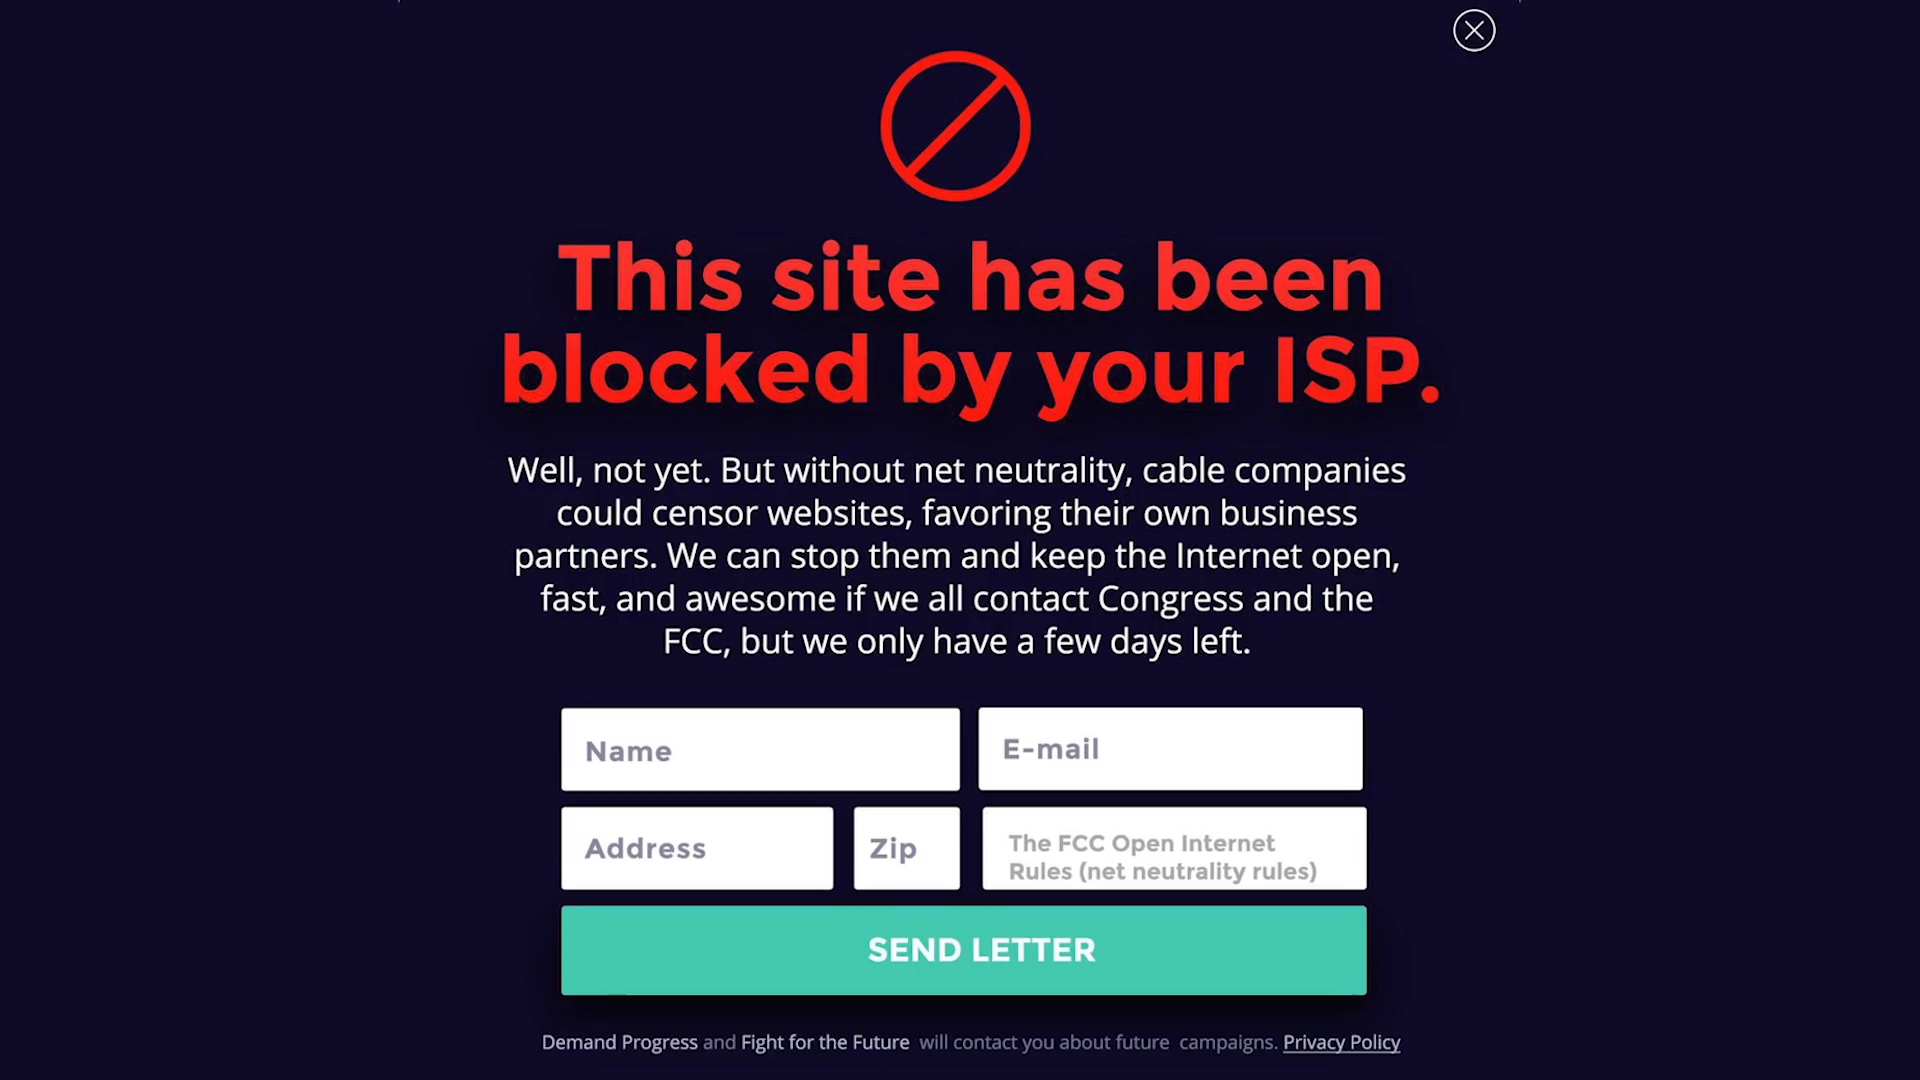 This site has been
blocked by your ISP.
Well, not yet. But without net neutrality, cable companies
could censor websites, favoring their own business
partners. We can stop them and keep the Internet open,
fast, and awesome if we all contact Congress and the
FCC, but we only have a few days left.
Name
E-mail
Address
Zip
The FCC Open Internet
Rules (net neutrality rules)
SEND LETTER
Demand Progress and Fight for the Future will contact you about future campaigns. Privacy Policy